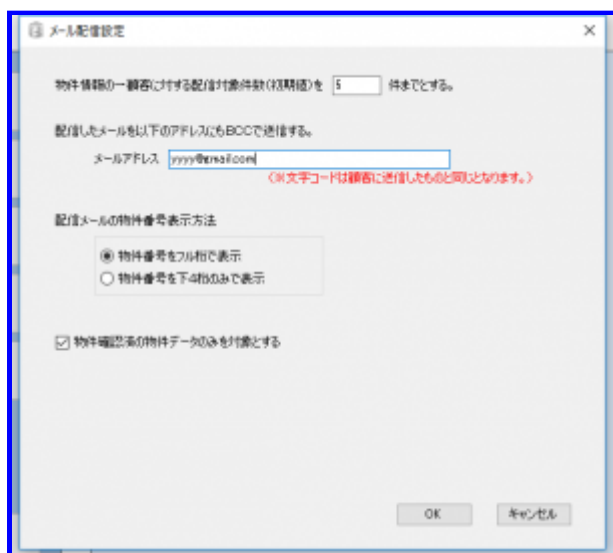 メール配信設定
物件情報の一顧客に対する配信対象件数(初期値)を 5 件までとする。
配信したメールを以下のアドレスにもBCCで送信する。
メールアドレス yyyy@gmail.com
(※文字コードは顧客に送信したものと同じとなります。)
配信メールの物件番号表示方法
物件番号をフル桁で表示
物件番号を下4桁のみで表示
物件確認済の物件データのみを対象とする
OK キャンセル